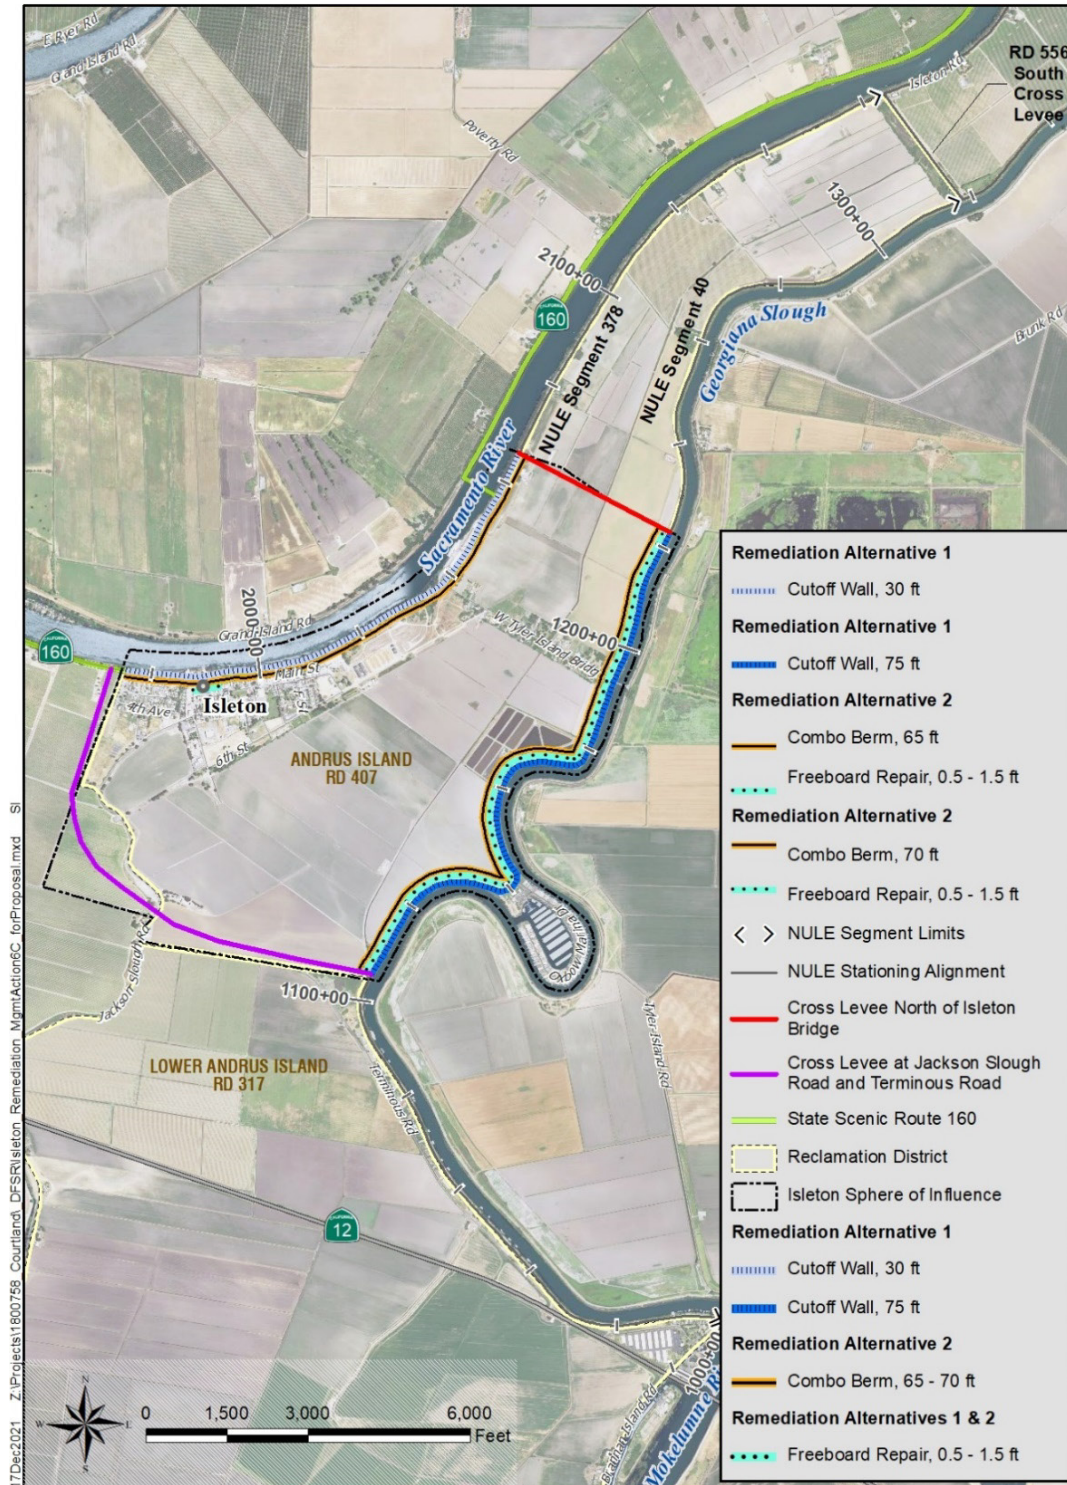 E Ryer Rd
Grand Island Rd
RD 556
South
Cross
Levee
Isleton Rd
Poverty Rd
1300+00
2100+00
CALIFORNIA
160
NULE Segment 378
NULE Segment 40
Georgiana Slough
Brunk Rd
Sacramento River
2000+00
Grand Island Rd
W Tyler Island Bridg
1200+00
CALIFORNIA
160
Main St
4th Ave
Isleton
F St
6th St
ANDRUS ISLAND
RD 407
Oxbow Marina Dr
Jackson Slough Rd
1100+00
Tyler Island Rd
LOWER ANDRUS ISLAND
RD 317
Terminous Rd
CALIFORNIA
12
1000+00
Brannan Island Rd
Mokelumne Ri
N
W
E
S
0 1,500 3,000 6,000
Feet
17Dec2021 Z:\Projects\1800758_Courtland\_DFSR\Isleton Remediation_MgmtAction6C_forProposal.mxd SI
Remediation Alternative 1
Cutoff Wall, 30 ft
Remediation Alternative 1
Cutoff Wall, 75 ft
Remediation Alternative 2
Combo Berm, 65 ft
Freeboard Repair, 0.5 - 1.5 ft
Remediation Alternative 2
Combo Berm, 70 ft
Freeboard Repair, 0.5 - 1.5 ft
NULE Segment Limits
NULE Stationing Alignment
Cross Levee North of Isleton
Bridge
Cross Levee at Jackson Slough
Road and Terminous Road
State Scenic Route 160
Reclamation District
Isleton Sphere of Influence
Remediation Alternative 1
Cutoff Wall, 30 ft
Cutoff Wall, 75 ft
Remediation Alternative 2
Combo Berm, 65 - 70 ft
Remediation Alternatives 1 & 2
Freeboard Repair, 0.5 - 1.5 ft